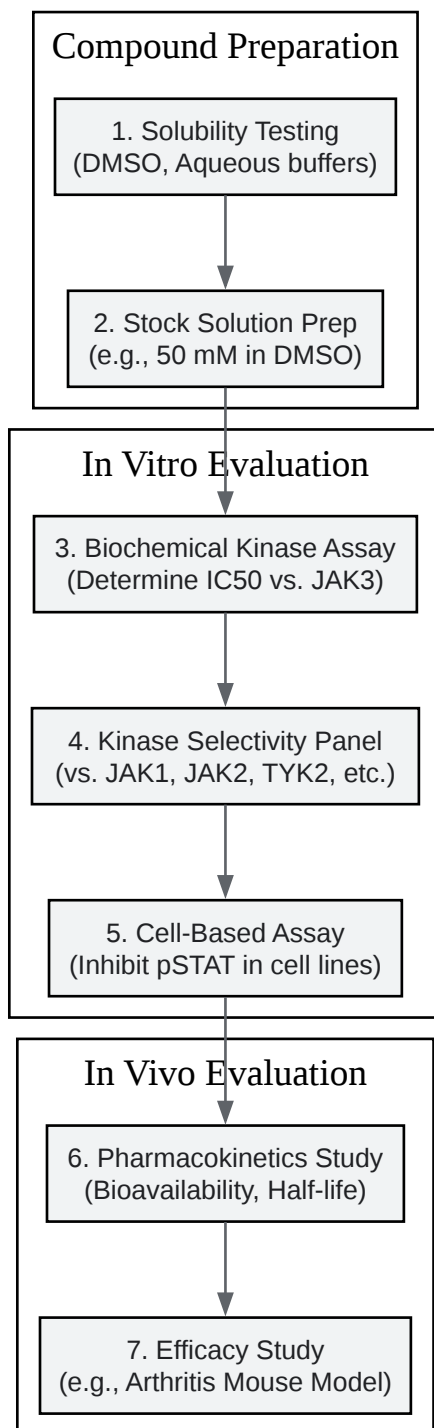 Compound Preparation
1. Solubility Testing
(DMSO, Aqueous buffers)
2. Stock Solution Prep
(e.g., 50 mM in DMSO)
In Vitro Evaluation
3. Biochemical Kinase Assay
(Determine IC50 vs. JAK3)
4. Kinase Selectivity Panel
(vs. JAK1, JAK2, TYK2, etc.)
5. Cell-Based Assay
(Inhibit pSTAT in cell lines)
In Vivo Evaluation
6. Pharmacokinetics Study
(Bioavailability, Half-life)
7. Efficacy Study
(e.g., Arthritis Mouse Model)